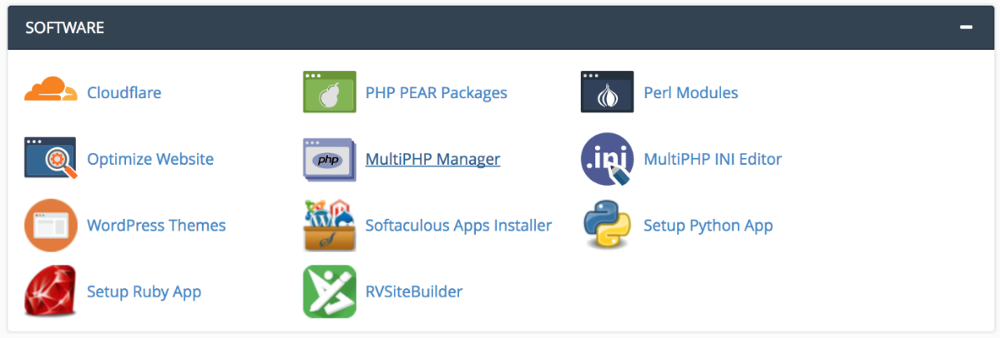 SOFTWARE
Cloudflare
PHP PEAR Packages
Perl Modules
Optimize Website
php
MultiPHP Manager
.ini
MultiPHP INI Editor
WordPress Themes
Softaculous Apps Installer
Setup Python App
Setup Ruby App
RVSiteBuilder